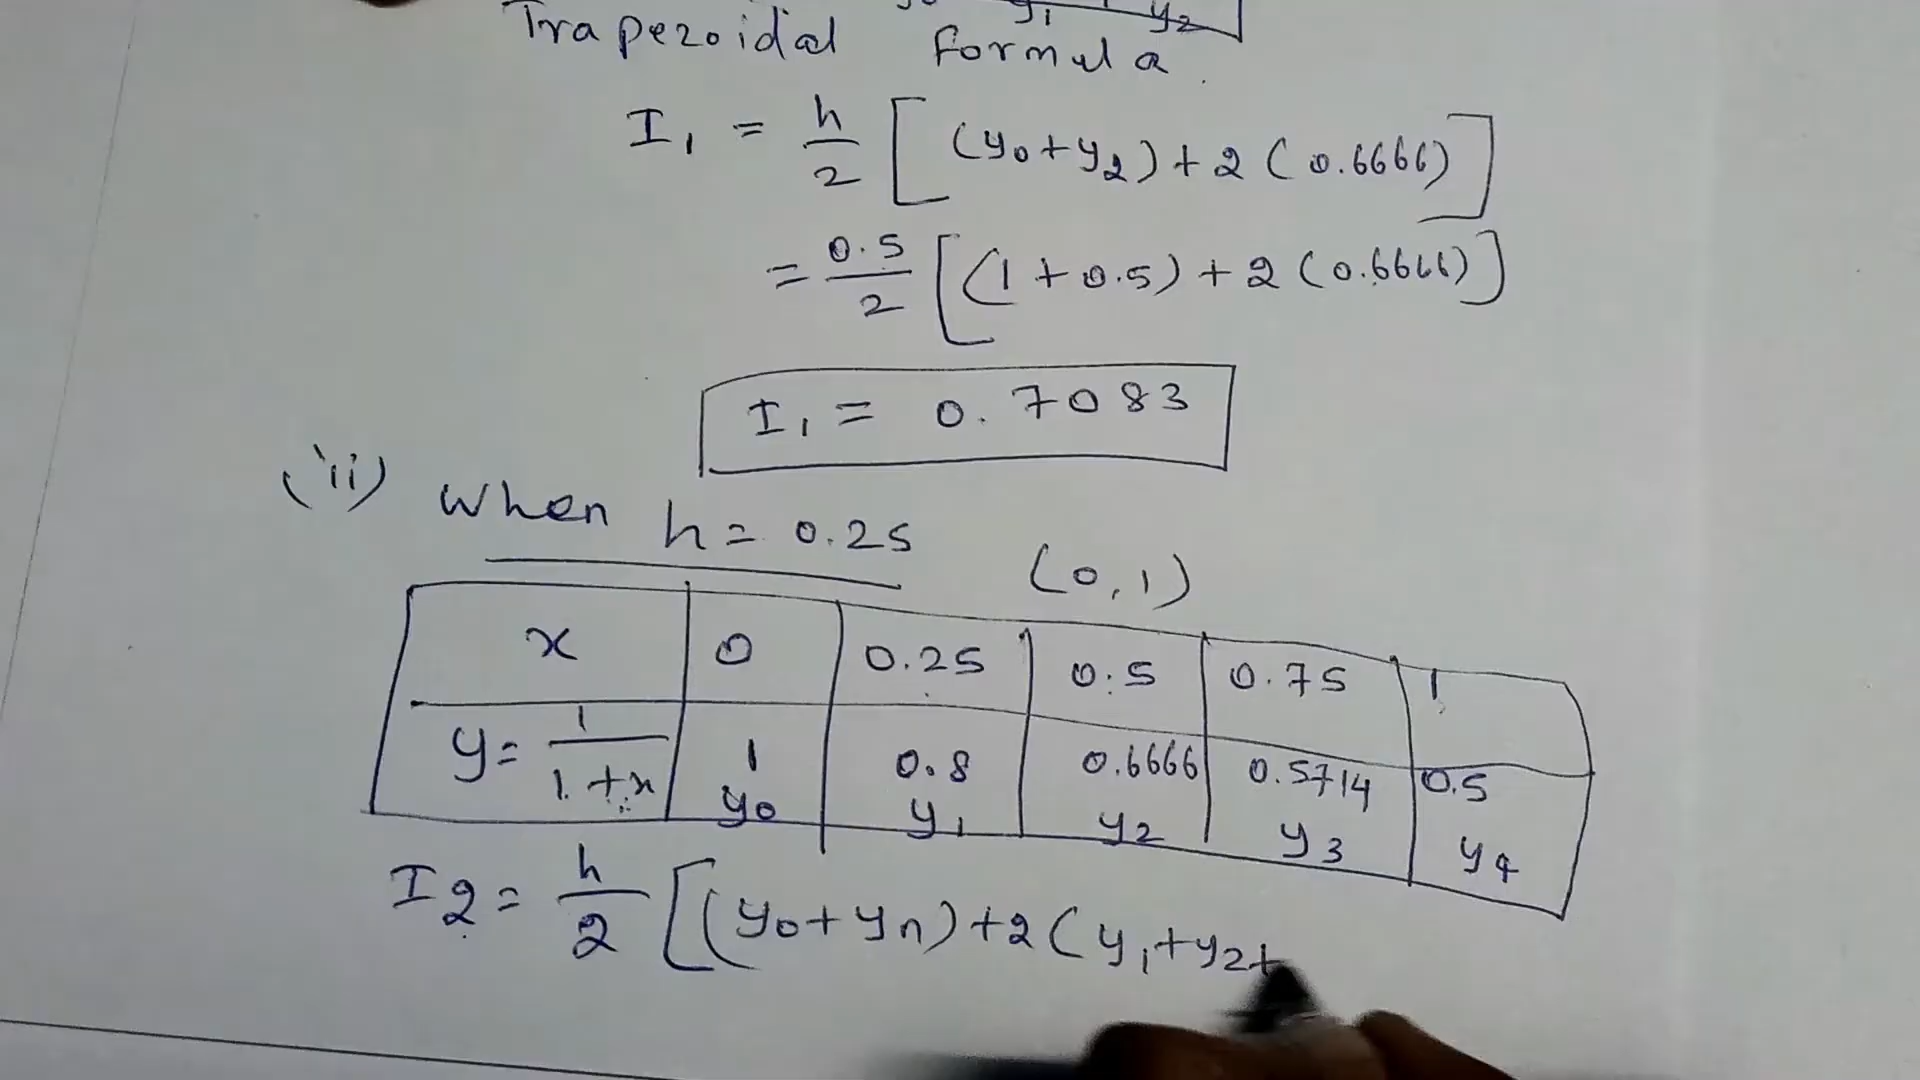 y1 y2
Trapezoidal formula
I1 = h/2 [(y0+y2)+2(0.6666)]
= 0.5/2 [(1+0.5)+2(0.6666)]
I1 = 0.7083
(ii) When h= 0.25 (0,1)
x 0 0.25 0.5 0.75 1
y= 1/1+x 1 0.8 0.6666 0.5714 0.5
y0 y1 y2 y3 y4
I2= h/2 [(y0+yn)+2(y1+y2+